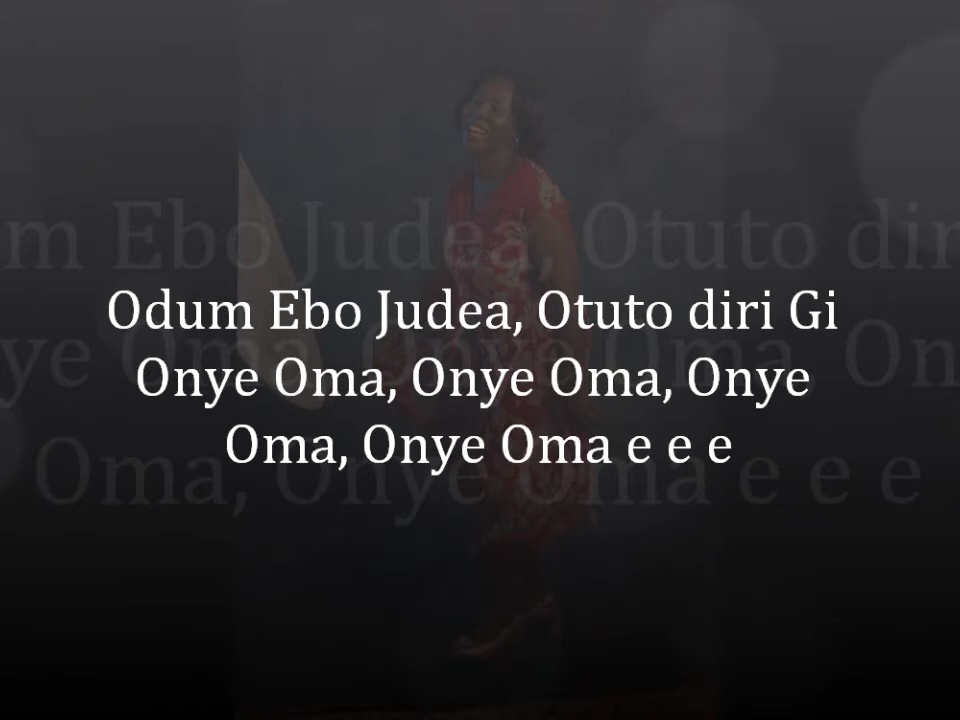 Odum Ebo Judea, Otuto diri Gi
Onye Oma, Onye Oma, Onye
Oma, Onye Oma e e e